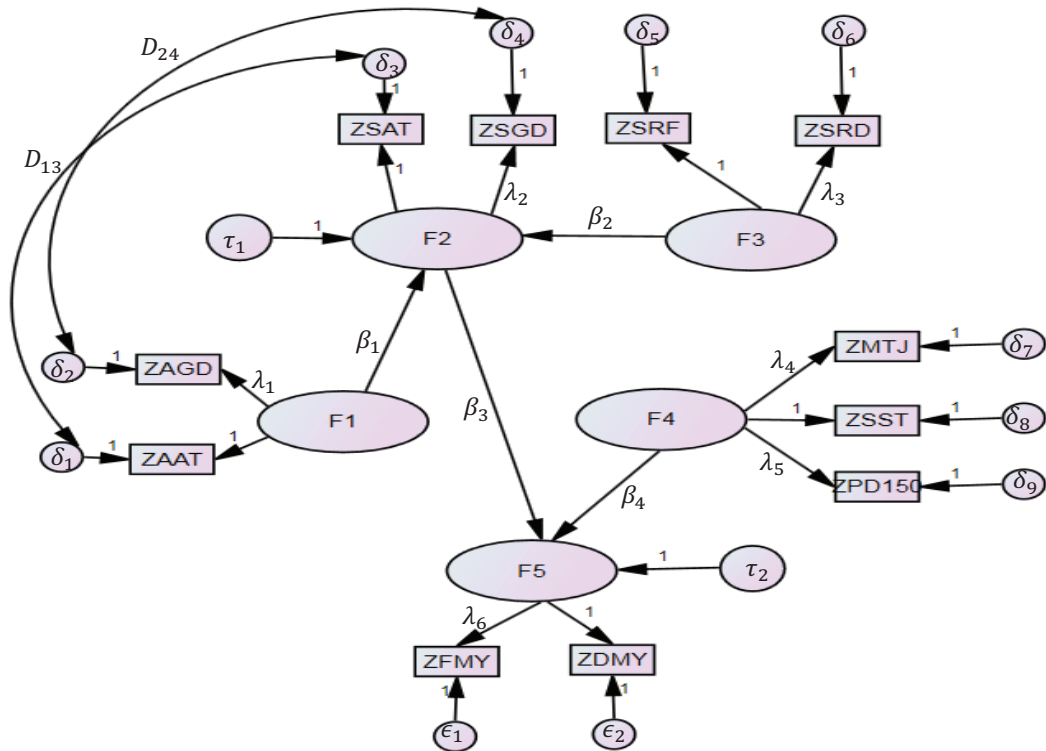 D₂₄
δ₄
δ₅
δ₆
δ₃
1
1
1
1
ZSAT
ZSGD
ZSRF
ZSRD
D₁₃
1
λ₂
1
λ₃
τ₁
1
F2
β₂
F3
δ₂
1
ZAGD
λ₁
β₁
β₃
λ₄
ZMTJ
1
δ₇
F1
F4
1
ZSST
1
δ₈
δ₁
1
ZAAT
1
λ₅
ZPD150
1
δ₉
β₄
F5
1
τ₂
λ₆
1
ZFMY
ZDMY
1
1
ϵ₁
ϵ₂